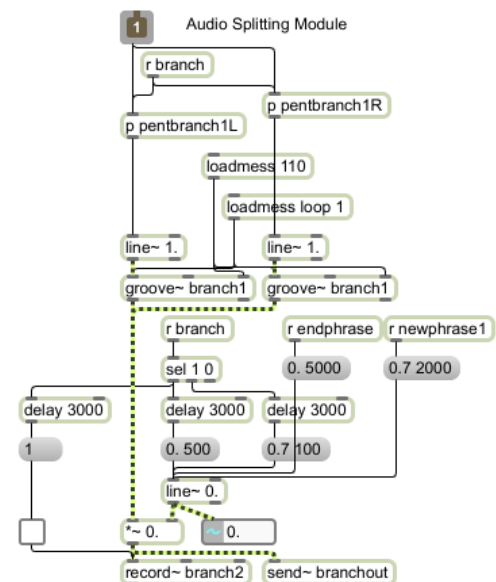 1
Audio Splitting Module
r branch
p pentbranch1R
p pentbranch1L
loadmess 110
loadmess loop 1
line~ 1.
line~ 1.
groove~ branch1
groove~ branch1
r branch
r endphrase
r newphrase1
sel 1 0
0. 5000
0.7 2000
delay 3000
delay 3000
delay 3000
1
0. 500
0.7 100
line~ 0.
*~ 0.
~ 0.
record~ branch2
send~ branchout